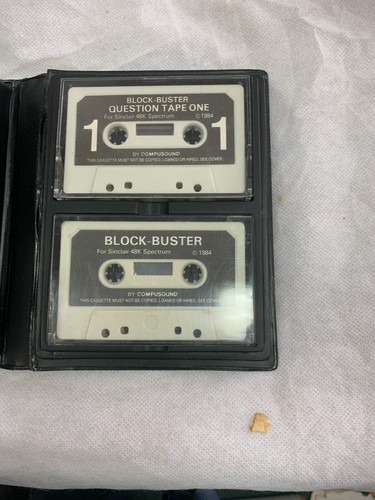 BLOCK-BUSTER
QUESTION TAPE ONE
For Sinclair 48K Spectrum © 1984
1 1
BY COMPUSOUND
THIS CASSETTE MUST NOT BE COPIED, LOANED OR HIRED, SEE COVER.
BLOCK-BUSTER
For Sinclair 48K Spectrum © 1984
BY COMPUSOUND
THIS CASSETTE MUST NOT BE COPIED, LOANED OR HIRED, SEE COVER